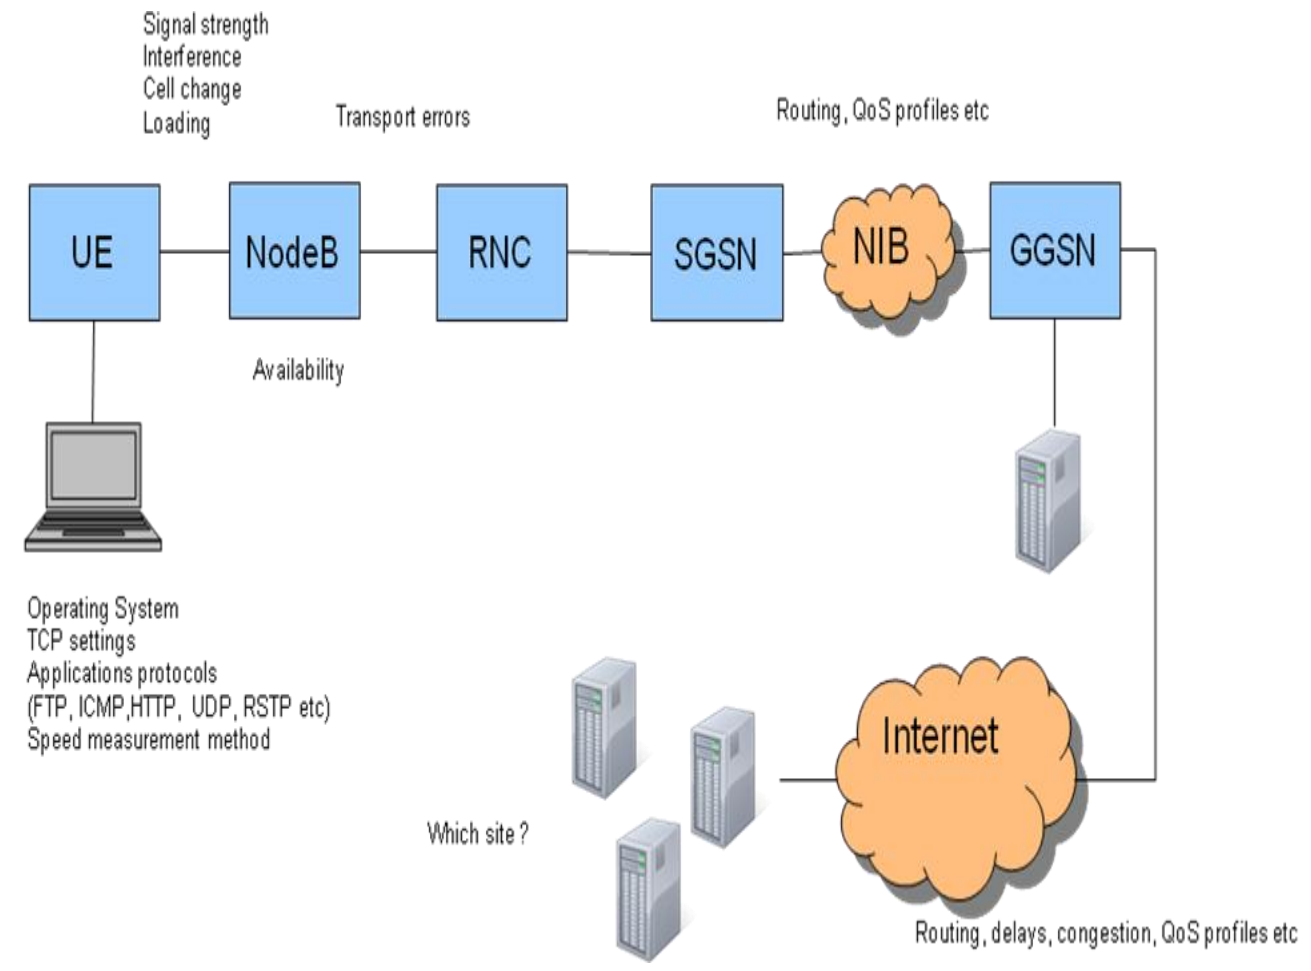 Signal strength
Interference
Cell change
Loading
Transport errors
Routing, QoS profiles etc
UE
NodeB
RNC
SGSN
NIB
GGSN
Availability
Operating System
TCP settings
Applications protocols
(FTP, ICMP,HTTP, UDP, RSTP etc)
Speed measurement method
Internet
Which site ?
Routing, delays, congestion, QoS profiles etc